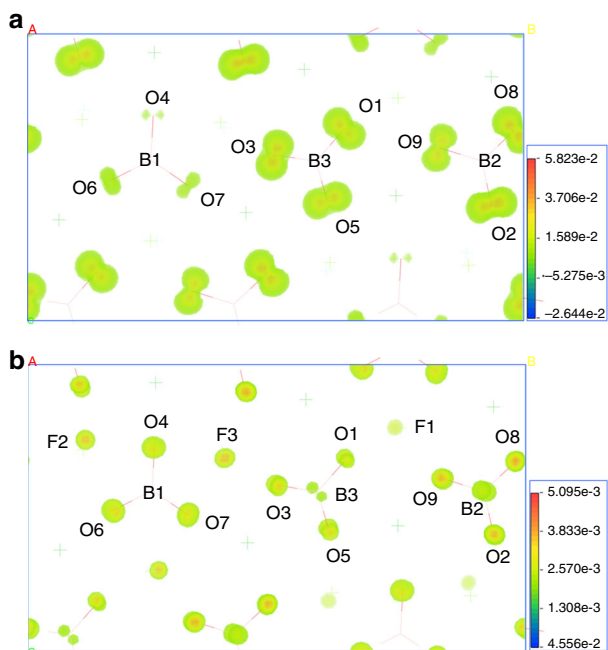 a
A
B
O4
O8
O1
O9
O3
B3
B1
B2
O6
O7
O5
O2
5.823e-2
3.706e-2
1.589e-2
-5.275e-3
-2.644e-2
b
A
B
O4
F3
F1
O1
O8
F2
B1
O9
B3
O3
B2
O6
O7
O5
O2
5.095e-3
3.833e-3
2.570e-3
1.308e-3
4.556e-2